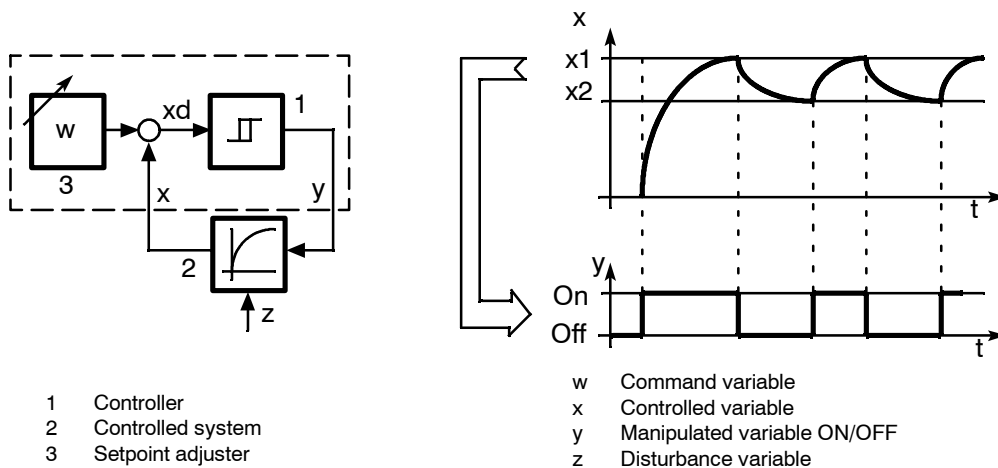 w
xd
1
3
x
y
2
z
1 Controller
2 Controlled system
3 Setpoint adjuster
x
x1
x2
t
y
On
Off
t
w Command variable
x Controlled variable
y Manipulated variable ON/OFF
z Disturbance variable